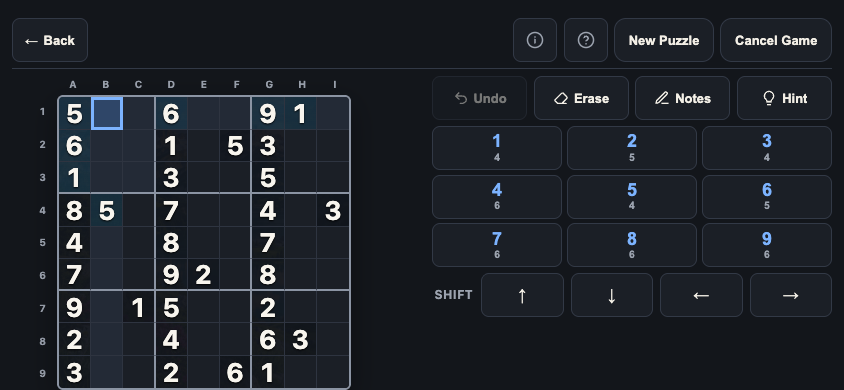 ← Back
New Puzzle
Cancel Game
A B C D E F G H I
1 5 6 9 1
2 6 1 5 3
3 1 3 5
4 8 5 7 4 3
5 4 8 7
6 7 9 2 8
7 9 1 5 2
8 2 4 6 3
9 3 2 6 1
Undo Erase Notes Hint
1 2 3
4 5 4
4 5 6
6 4 5
7 8 9
6 6 6
SHIFT ↑ ↓ ← →